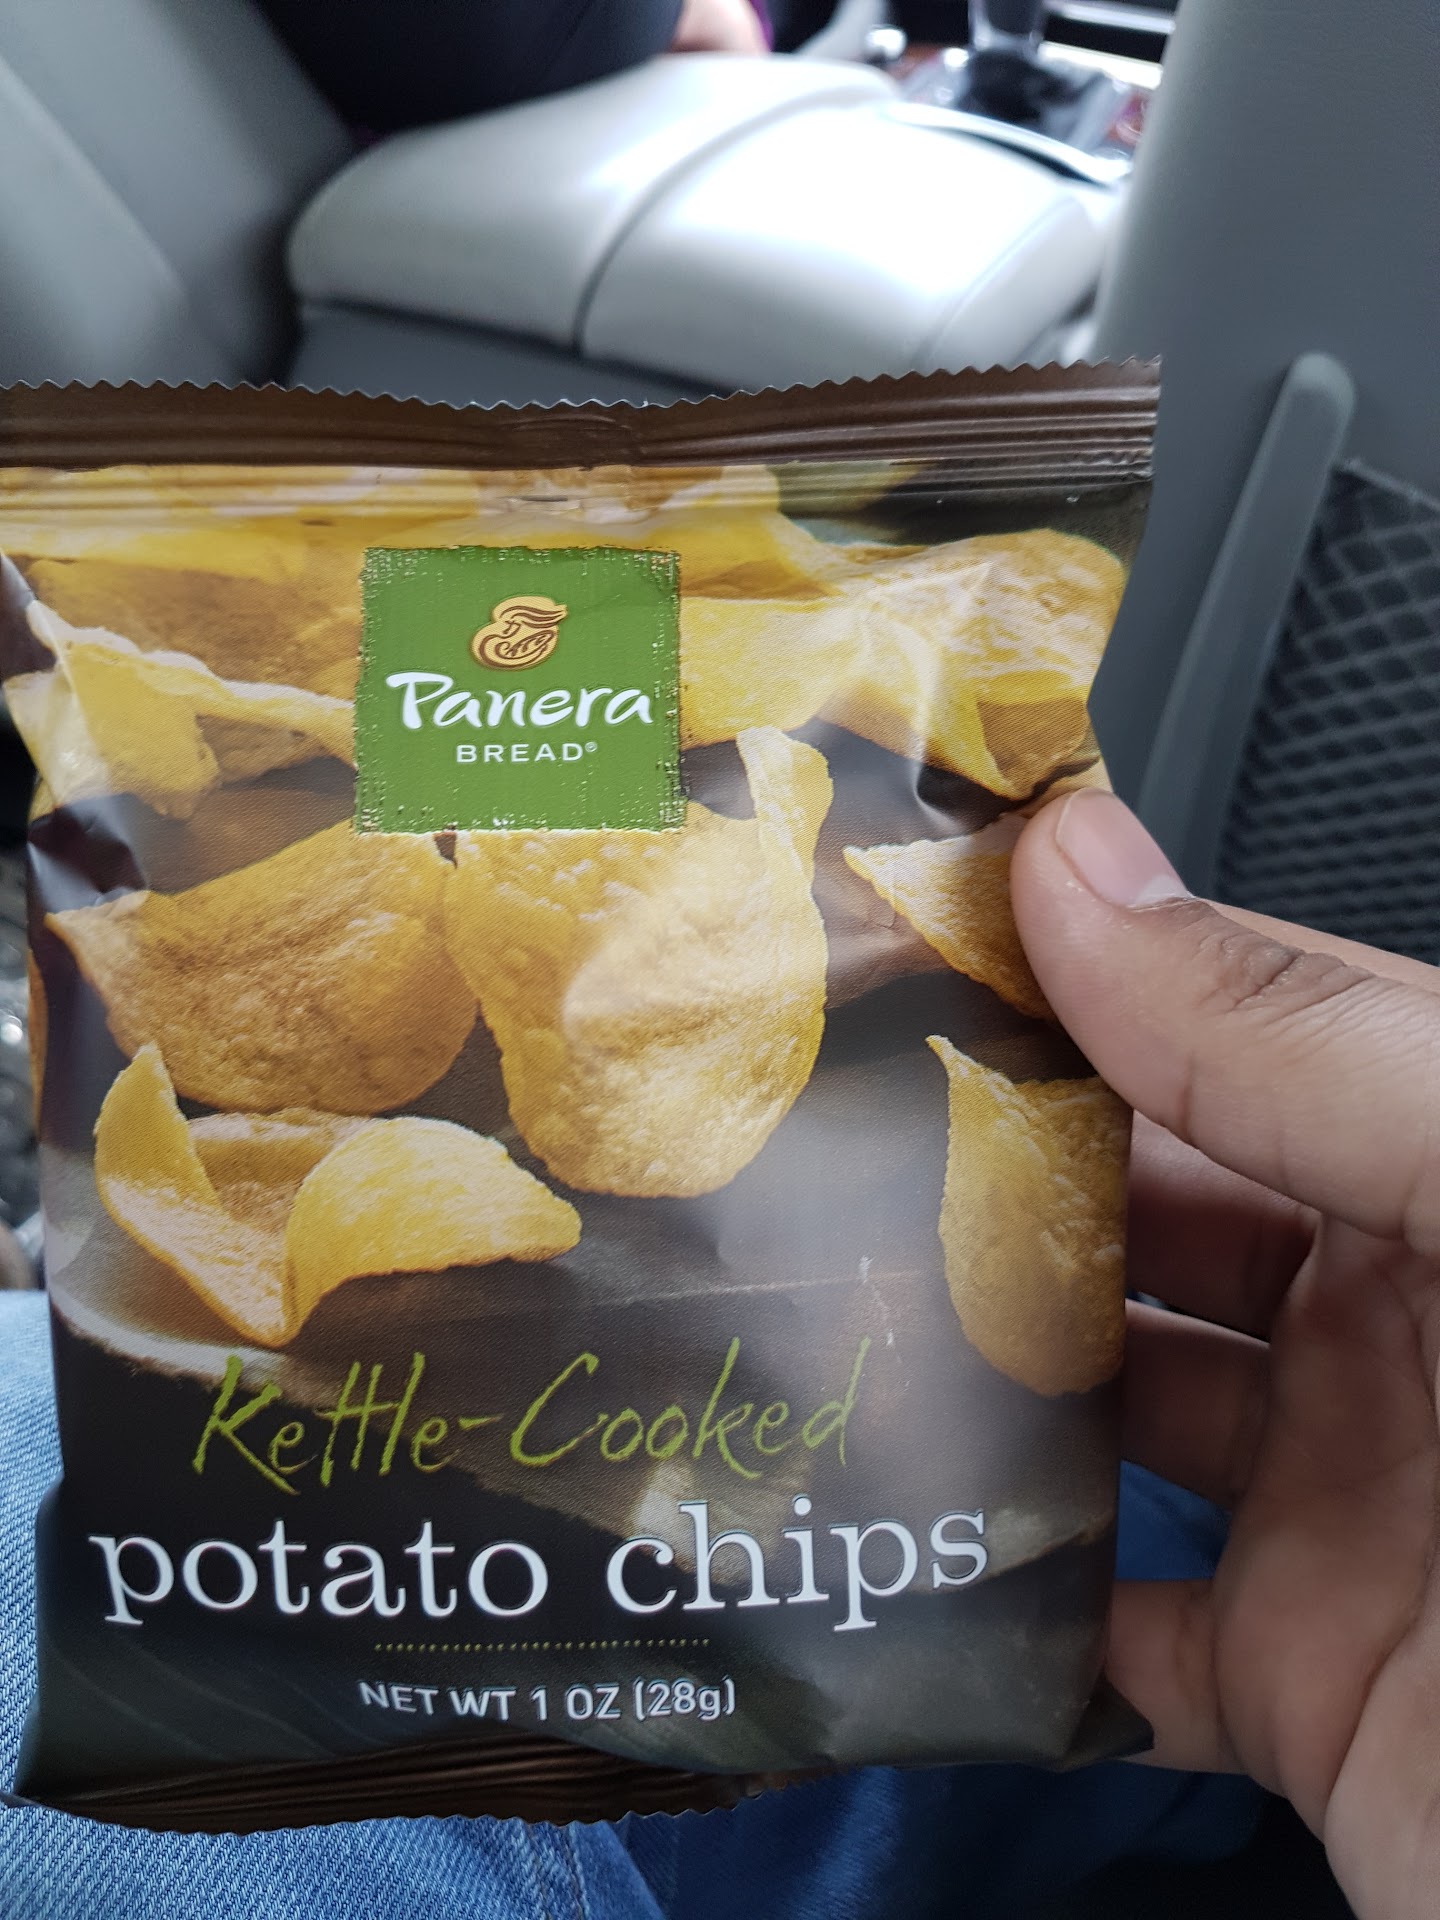 Panera
BREAD®
Kettle-Cooked
potato chips
NET WT 1 OZ (28g)